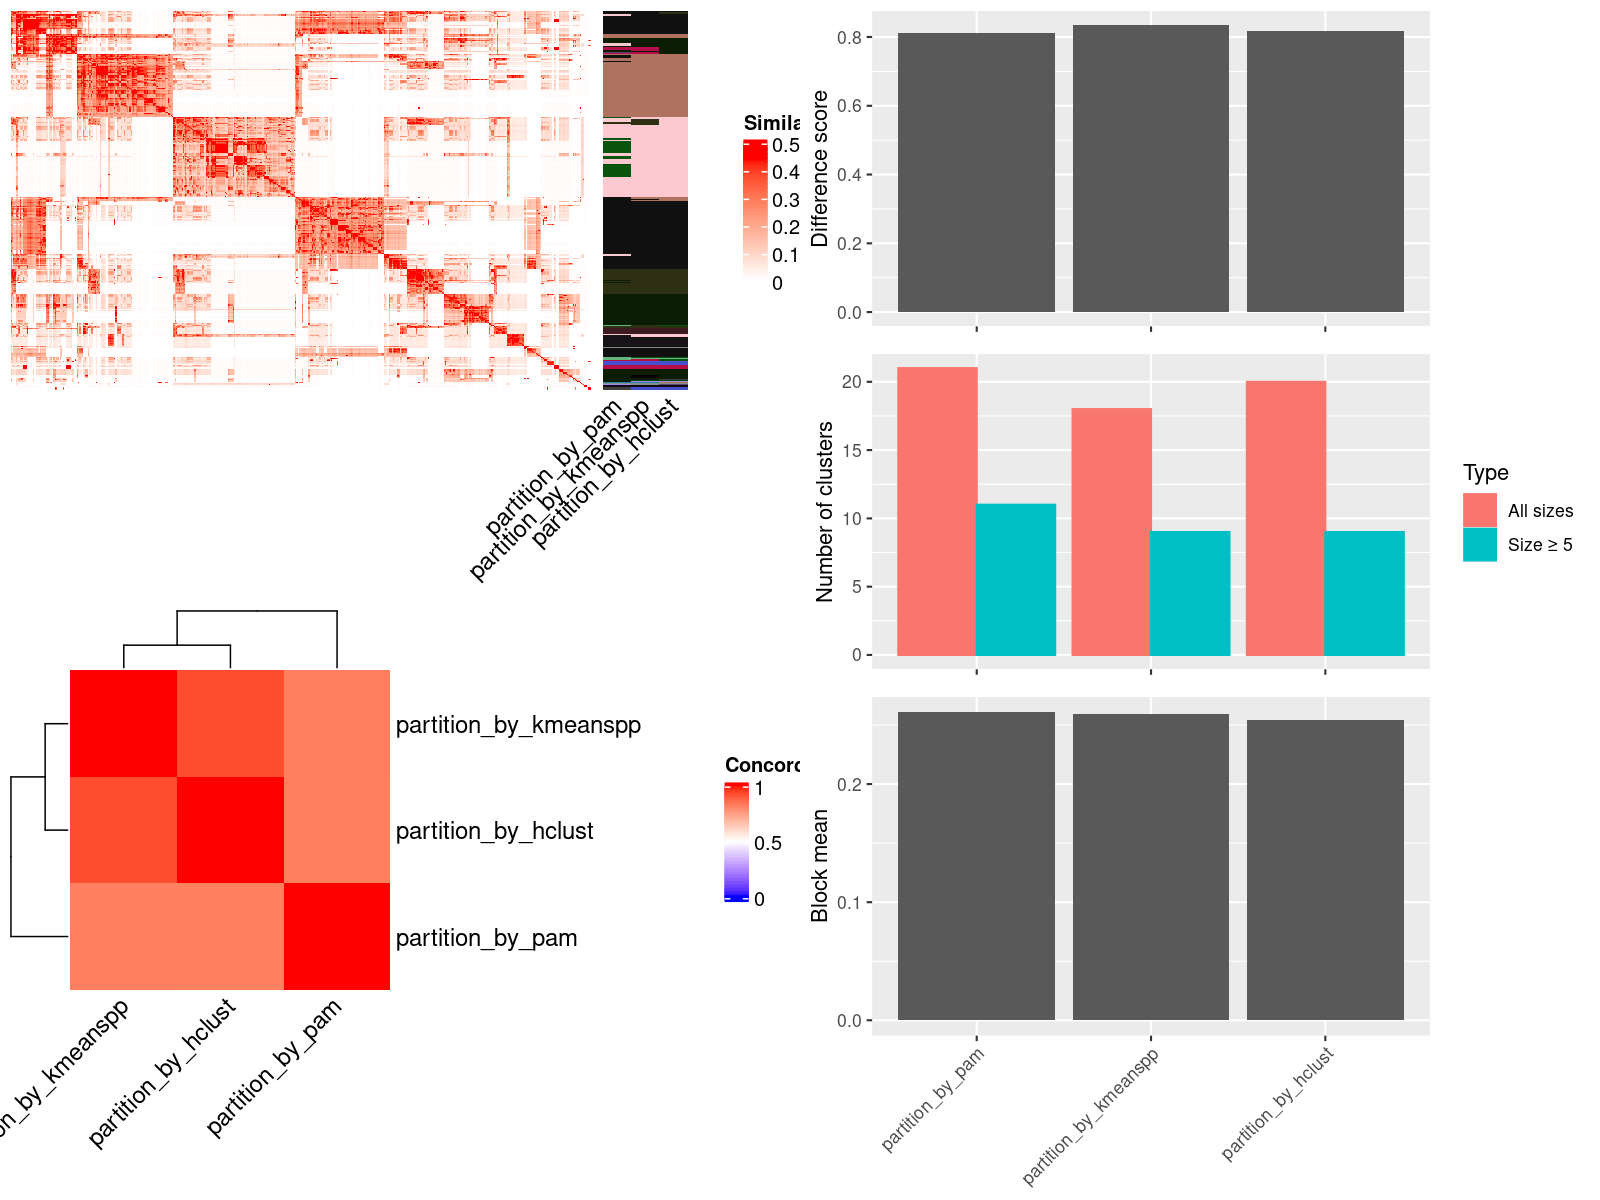 Simila
0.5
0.4
0.3
0.2
0.1
0
partition_by_pam
partition_by_kmeanspp
partition_by_hclust
partition_by_kmeanspp
partition_by_hclust
partition_by_pam
on_by_kmeanspp
partition_by_hclust
partition_by_pam
Concord
1
0.5
0
Difference score
0.8
0.6
0.4
0.2
0.0
Number of clusters
20
15
10
5
0
Type
All sizes
Size ≥ 5
Block mean
0.2
0.1
0.0
partition_by_pam
partition_by_kmeanspp
partition_by_hclust